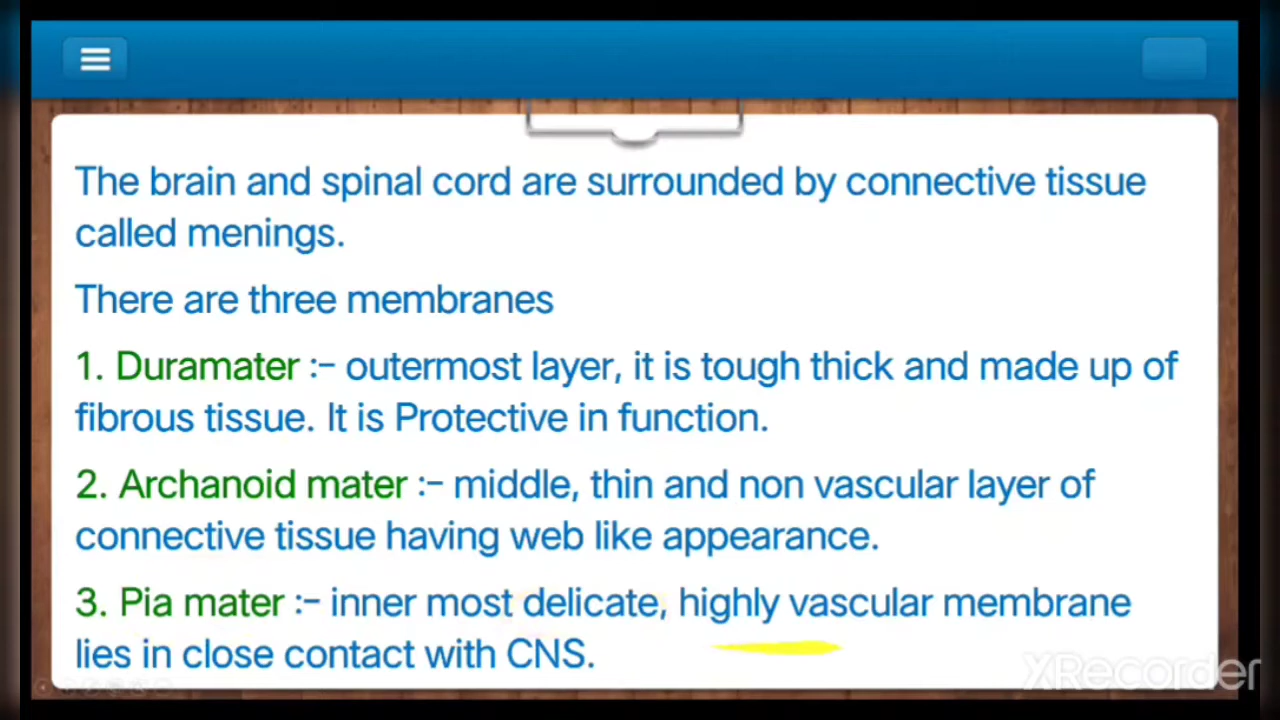 The brain and spinal cord are surrounded by connective tissue
called menings.
There are three membranes
1. Duramater :- outermost layer, it is tough thick and made up of
fibrous tissue. It is Protective in function.
2. Archanoid mater :- middle, thin and non vascular layer of
connective tissue having web like appearance.
3. Pia mater :- inner most delicate, highly vascular membrane
lies in close contact with CNS.
XRecorder